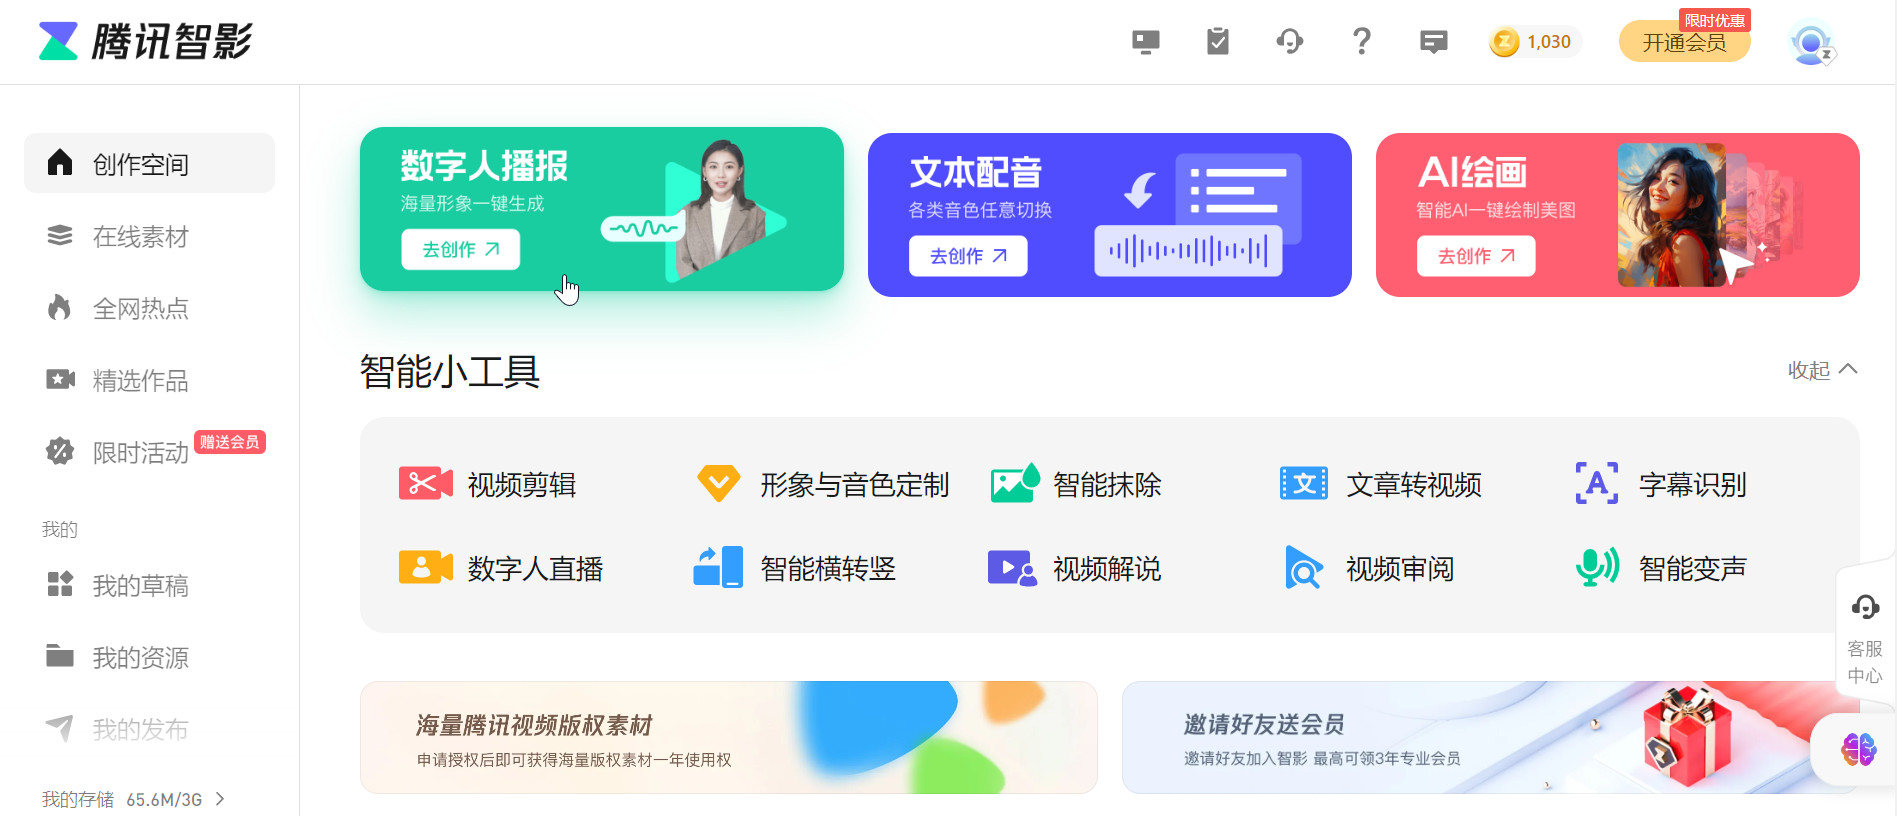 腾讯智影
1,030
限时优惠
开通会员
创作空间
在线素材
全网热点
精选作品
限时活动
赠送会员
我的
我的草稿
我的资源
我的发布
我的存储 65.6M/3G
数字人播报
海量形象一键生成
去创作
文本配音
各类音色任意切换
去创作
AI绘画
智能AI一键绘制美图
去创作
智能小工具
收起
视频剪辑
形象与音色定制
智能抹除
文
文章转视频
A
字幕识别
数字人直播
智能横转竖
视频解说
视频审阅
智能变声
海量腾讯视频版权素材
申请授权后即可获得海量版权素材一年使用权
邀请好友送会员
邀请好友加入智影 最高可领3年专业会员
客服
中心